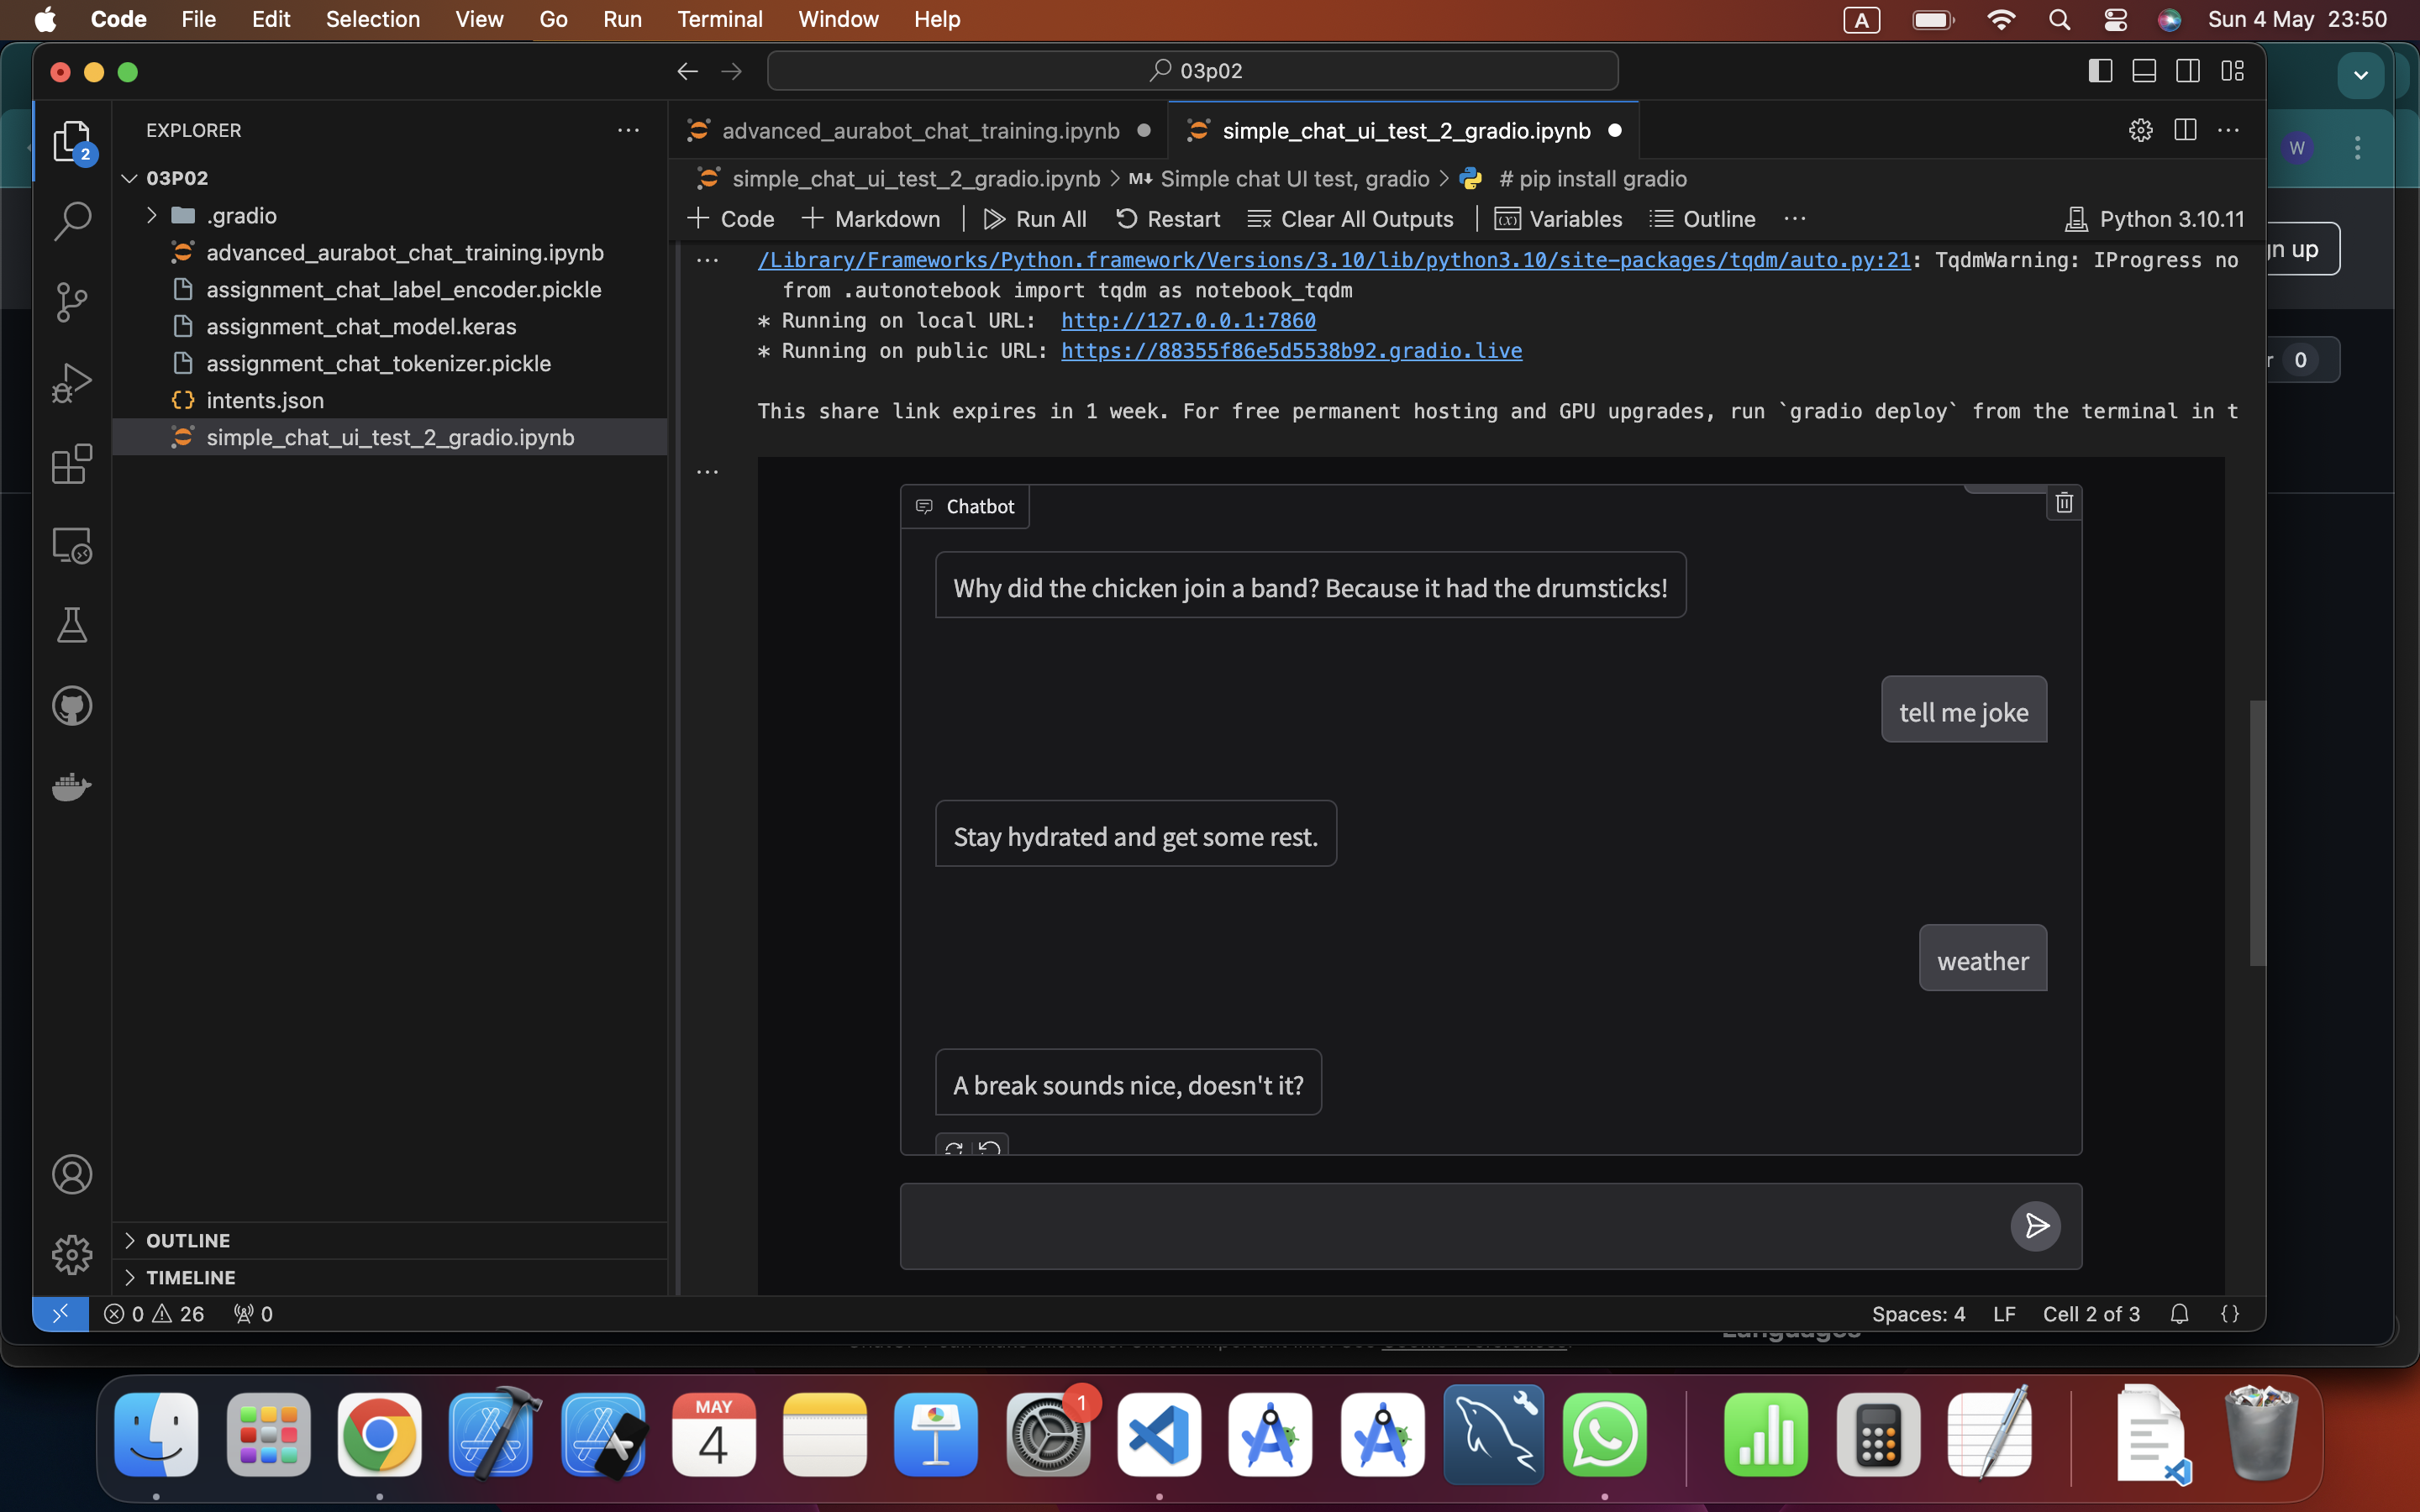 Code File Edit Selection View Go Run Terminal Window Help A Sun 4 May 23:50
03p02
EXPLORER
2
03P02
.gradio
advanced_aurabot_chat_training.ipynb
assignment_chat_label_encoder.pickle
assignment_chat_model.keras
assignment_chat_tokenizer.pickle
intents.json
simple_chat_ui_test_2_gradio.ipynb
OUTLINE
TIMELINE
advanced_aurabot_chat_training.ipynb simple_chat_ui_test_2_gradio.ipynb
simple_chat_ui_test_2_gradio.ipynb > M↓ Simple chat UI test, gradio > # pip install gradio
+ Code + Markdown Run All Restart Clear All Outputs Variables Outline ... Python 3.10.11
/Library/Frameworks/Python.framework/Versions/3.10/lib/python3.10/site-packages/tqdm/auto.py:21: TqdmWarning: IProgress no
from .autonotebook import tqdm as notebook_tqdm
* Running on local URL: http://127.0.0.1:7860
* Running on public URL: https://88355f86e5d5538b92.gradio.live
This share link expires in 1 week. For free permanent hosting and GPU upgrades, run `gradio deploy` from the terminal in t
Chatbot
Why did the chicken join a band? Because it had the drumsticks!
tell me joke
Stay hydrated and get some rest.
weather
A break sounds nice, doesn't it?
0 26 0
Spaces: 4 LF Cell 2 of 3 {}
W
n up
r 0
MAY
4
1